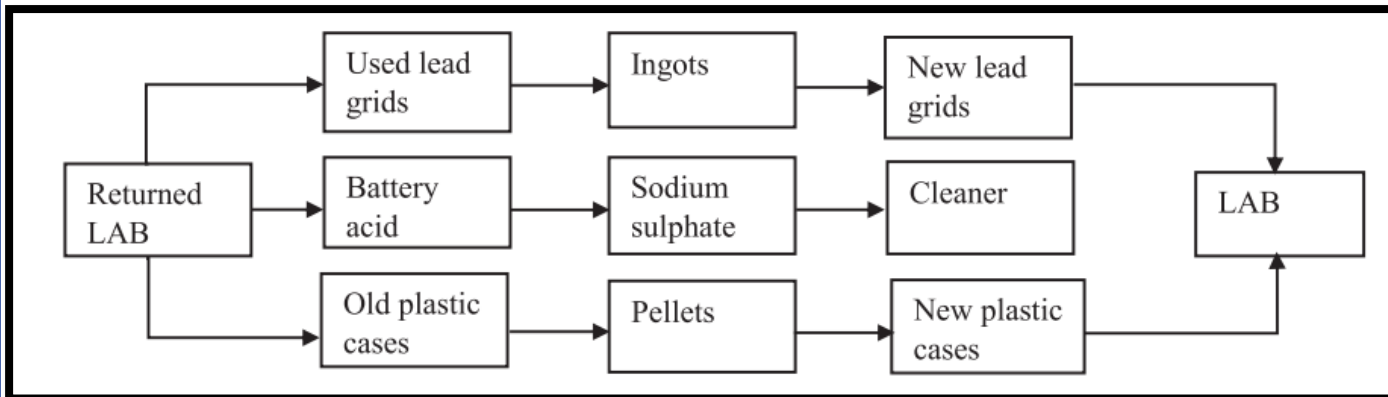 Used lead
grids
Ingots
New lead
grids
Returned
LAB
Battery
acid
Sodium
sulphate
Cleaner
LAB
Old plastic
cases
Pellets
New plastic
cases